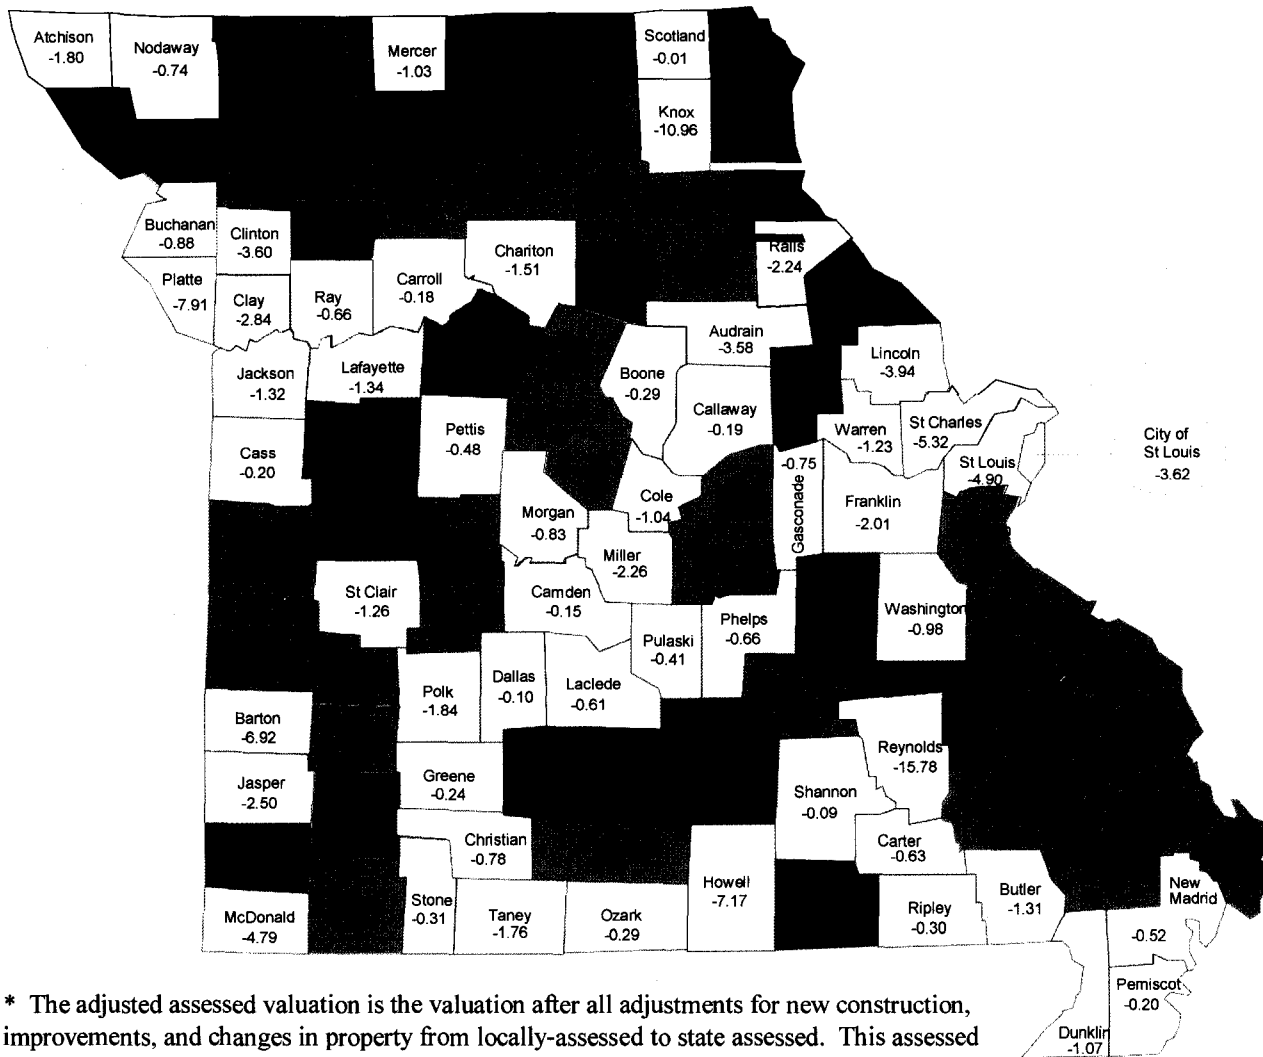 Atchison
-1.80
Nodaway
-0.74
Mercer
-1.03
Scotland
-0.01
Knox
-10.96
Buchanan
-0.88
Clinton
-3.60
Platte
-7.91
Clay
-2.84
Ray
-0.66
Carroll
-0.18
Chariton
-1.51
Ralls
-2.24
Audrain
-3.58
Lincoln
-3.94
Jackson
-1.32
Lafayette
-1.34
Boone
-0.29
Callaway
-0.19
Warren
-1.23
St Charles
-5.32
St Louis
-4.90
City of
St Louis
-3.62
Cass
-0.20
Pettis
-0.48
Morgan
-0.83
Cole
-1.04
Miller
-2.26
-0.75
Gasconade
Franklin
-2.01
St Clair
-1.26
Camden
-0.15
Pulaski
-0.41
Phelps
-0.66
Washington
-0.98
Polk
-1.84
Dallas
-0.10
Laclede
-0.61
Barton
-6.92
Jasper
-2.50
Greene
-0.24
Christian
-0.78
Reynolds
-15.78
Shannon
-0.09
Carter
-0.63
McDonald
-4.79
Stone
-0.31
Taney
-1.76
Ozark
-0.29
Howell
-7.17
Ripley
-0.30
Butler
-1.31
New
Madrid
-0.52
Pemiscot
-0.20
Dunklin
-1.07
* The adjusted assessed valuation is the valuation after all adjustments for new construction,
improvements, and changes in property from locally-assessed to state assessed. This assessed